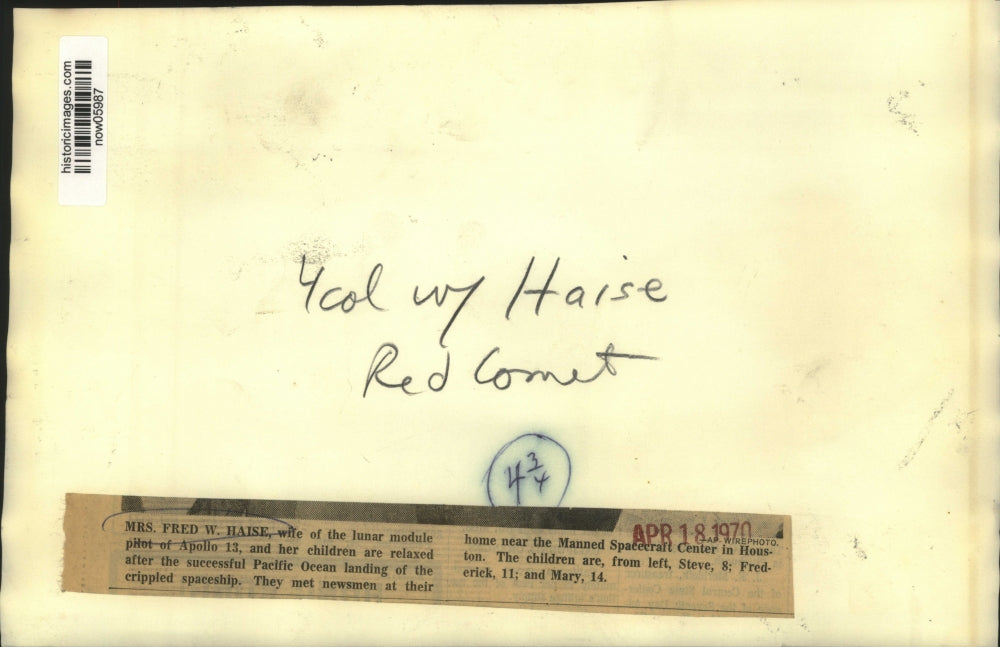 historicimages.com
now05987
4col w/ Haise
Red Comet
4 3/4
APR 18 1970
MRS. FRED W. HAISE, wife of the lunar module
pilot of Apollo 13, and her children are relaxed
after the successful Pacific Ocean landing of the
crippled spaceship. They met newsmen at their
—AP WIREPHOTO.
home near the Manned Spacecraft Center in Hous-
ton. The children are, from left, Steve, 8; Fred-
erick, 11; and Mary, 14.